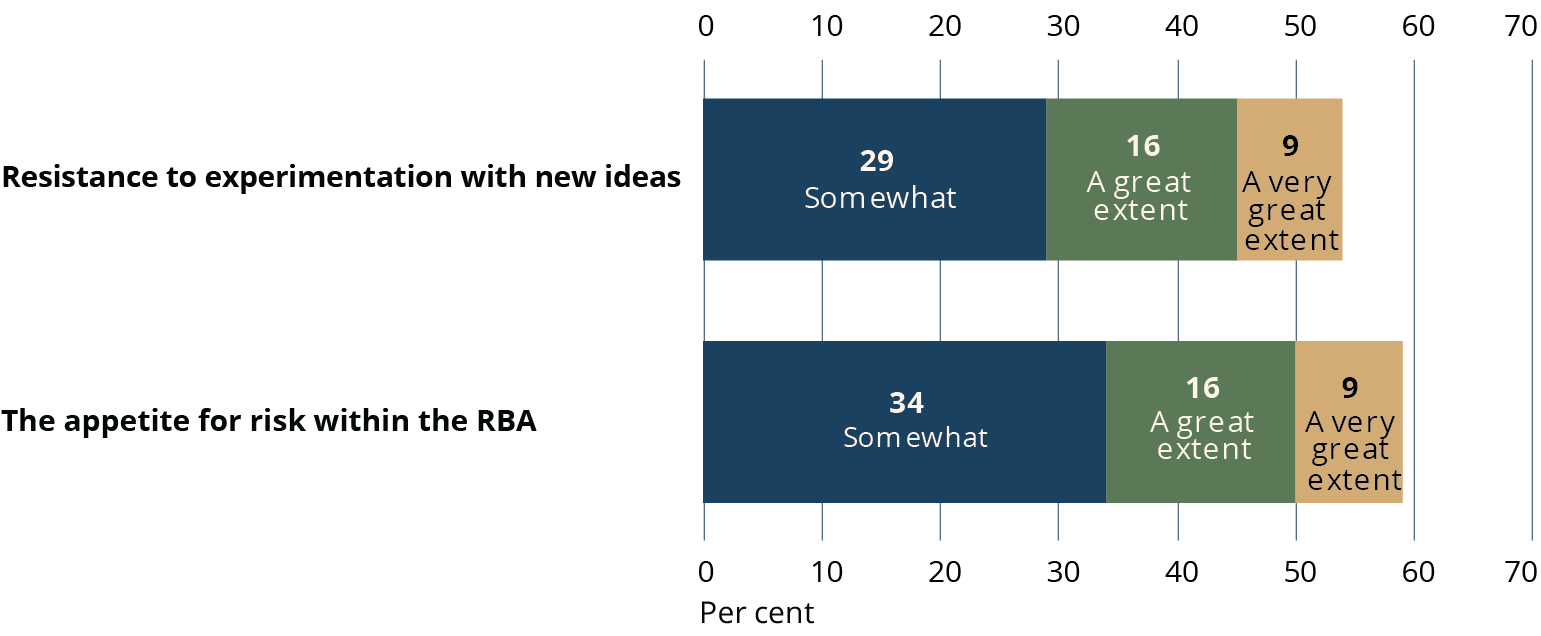 0 10 20 30 40 50 60 70
Resistance to experimentation with new ideas
29
Somewhat
16
A great
extent
9
A very
great
extent
The appetite for risk within the RBA
34
Somewhat
16
A great
extent
9
A very
great
extent
0 10 20 30 40 50 60 70
Per cent